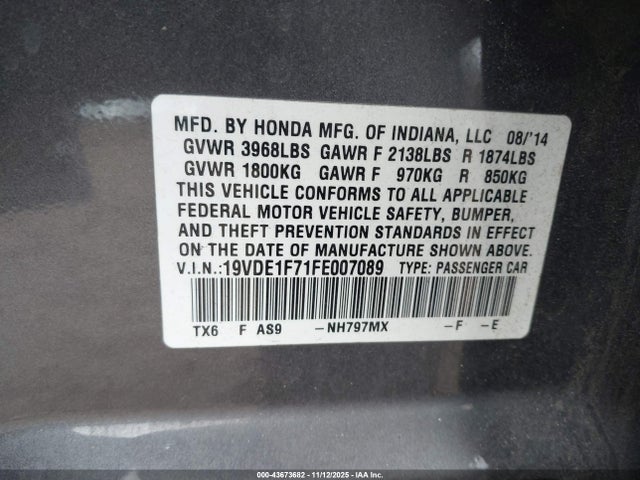 MFD. BY HONDA MFG. OF INDIANA, LLC 08/'14
GVWR 3968LBS GAWR F 2138LBS R 1874LBS
GVWR 1800KG GAWR F 970KG R 850KG
THIS VEHICLE CONFORMS TO ALL APPLICABLE
FEDERAL MOTOR VEHICLE SAFETY, BUMPER,
AND THEFT PREVENTION STANDARDS IN EFFECT
ON THE DATE OF MANUFACTURE SHOWN ABOVE.
V.I.N.:19VDE1F71FE007089 TYPE: PASSENGER CAR
TX6 F AS9 -NH797MX -F -E
000-43673682 - 11/12/2025 - IAA Inc.